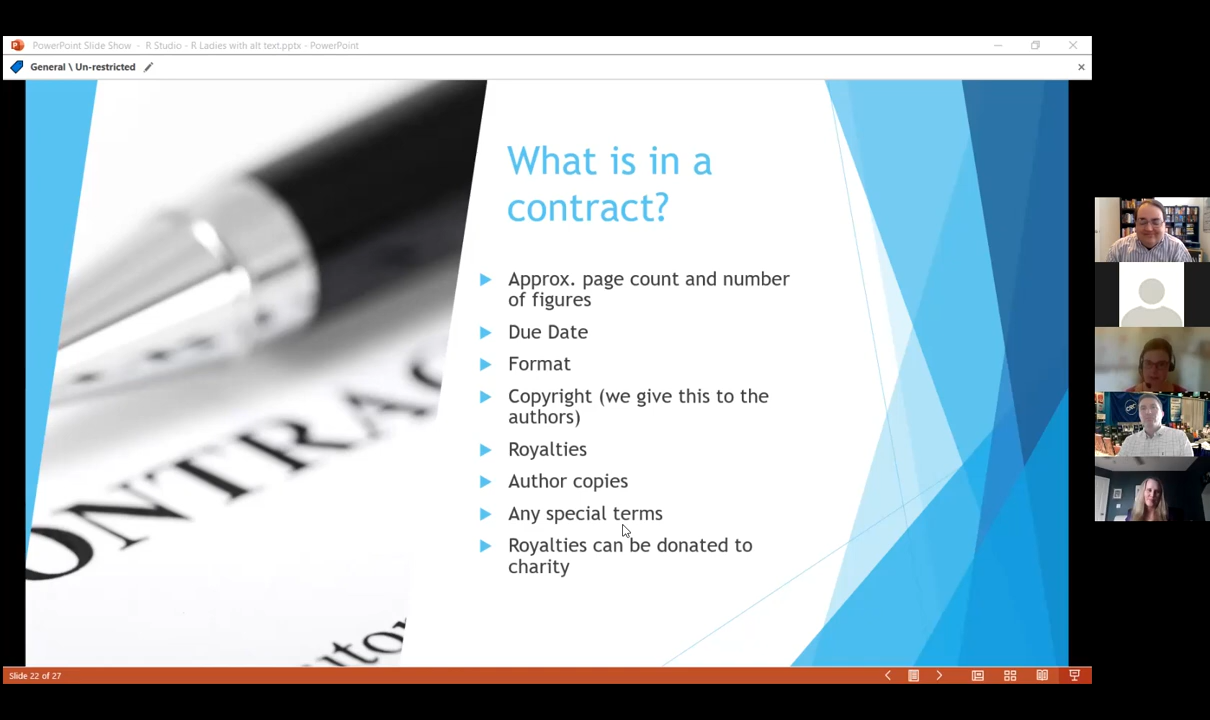 PowerPoint Slide Show - R Studio - R Ladies with alt text.pptx - PowerPoint
General \ Un-restricted
What is in a
contract?
Approx. page count and number
of figures
Due Date
Format
Copyright (we give this to the
authors)
Royalties
Author copies
Any special terms
Royalties can be donated to
charity
ONTRAC
utor
Slide 22 of 27